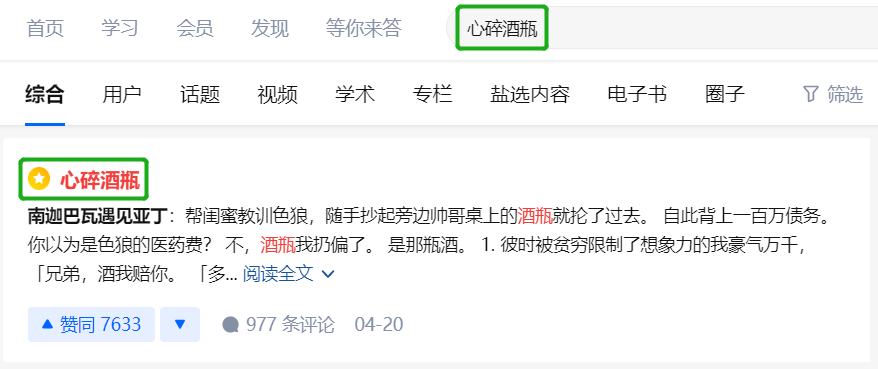 首页 学习 会员 发现 等你来答 心碎酒瓶
综合 用户 话题 视频 学术 专栏 盐选内容 电子书 圈子 筛选
心碎酒瓶
南迦巴瓦遇见亚丁：帮闺蜜教训色狼，随手抄起旁边帅哥桌上的酒瓶就抡了过去。 自此背上一百万债务。
你以为是色狼的医药费？ 不，酒瓶我扔偏了。 是那瓶酒。 1. 彼时被贫穷限制了想象力的我豪气万千，
「兄弟，酒我赔你。 「多... 阅读全文
赞同 7633 977 条评论 04-20